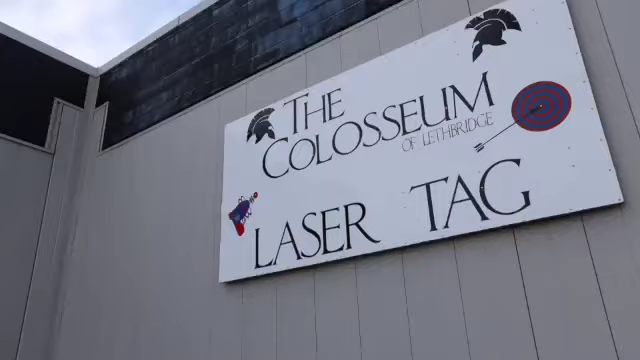 THE
COLOSSEUM
OF LETHBRIDGE
LASER TAG